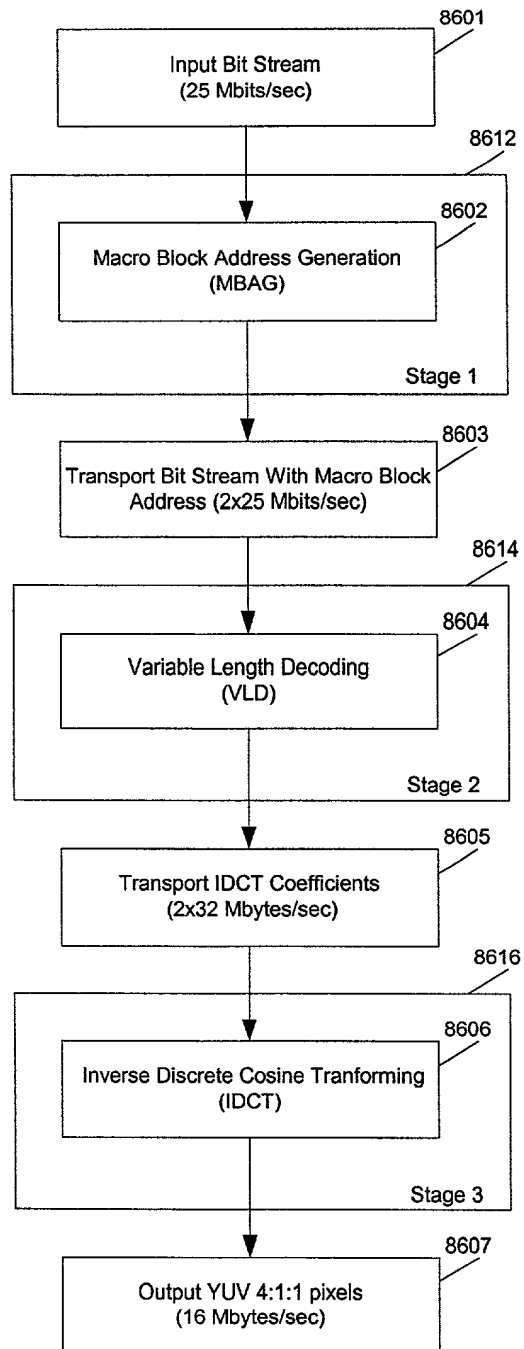 8601
Input Bit Stream
(25 Mbits/sec)
8612
8602
Macro Block Address Generation
(MBAG)
Stage 1
8603
Transport Bit Stream With Macro Block
Address (2x25 Mbits/sec)
8614
8604
Variable Length Decoding
(VLD)
Stage 2
8605
Transport IDCT Coefficients
(2x32 Mbytes/sec)
8616
8606
Inverse Discrete Cosine Tranforming
(IDCT)
Stage 3
8607
Output YUV 4:1:1 pixels
(16 Mbytes/sec)